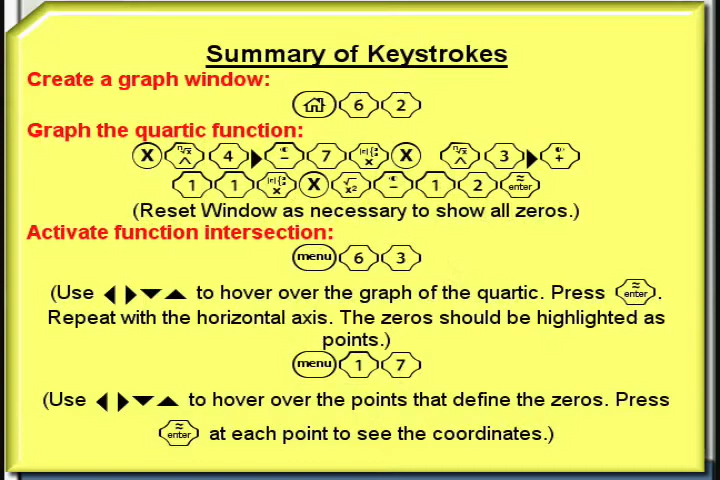 Summary of Keystrokes
Create a graph window:
6 2
Graph the quartic function:
X ⁿ√x ^ 4 − 7 × X ⁿ√x ^ 3 +
1 1 × X √ x² − 1 2 ≈ enter
(Reset Window as necessary to show all zeros.)
Activate function intersection:
menu 6 3
(Use ◀ ▶ ▼ ▲ to hover over the graph of the quartic. Press ≈ enter.
Repeat with the horizontal axis. The zeros should be highlighted as
points.)
menu 1 7
(Use ◀ ▶ ▼ ▲ to hover over the points that define the zeros. Press
≈ enter at each point to see the coordinates.)